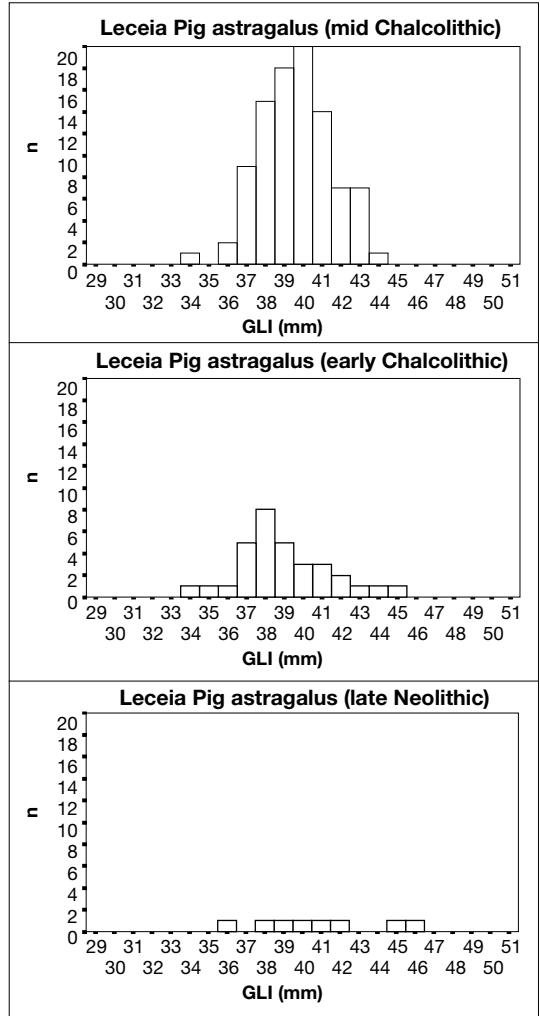 Leceia Pig astragalus (mid Chalcolithic)
20
18
16
14
12
10
8
6
4
2
0
n
29 31 33 35 37 39 41 43 45 47 49 51
30 32 34 36 38 40 42 44 46 48 50
GLI (mm)
Leceia Pig astragalus (early Chalcolithic)
20
18
16
14
12
10
8
6
4
2
0
n
29 31 33 35 37 39 41 43 45 47 49 51
30 32 34 36 38 40 42 44 46 48 50
GLI (mm)
Leceia Pig astragalus (late Neolithic)
20
18
16
14
12
10
8
6
4
2
0
n
29 31 33 35 37 39 41 43 45 47 49 51
30 32 34 36 38 40 42 44 46 48 50
GLI (mm)